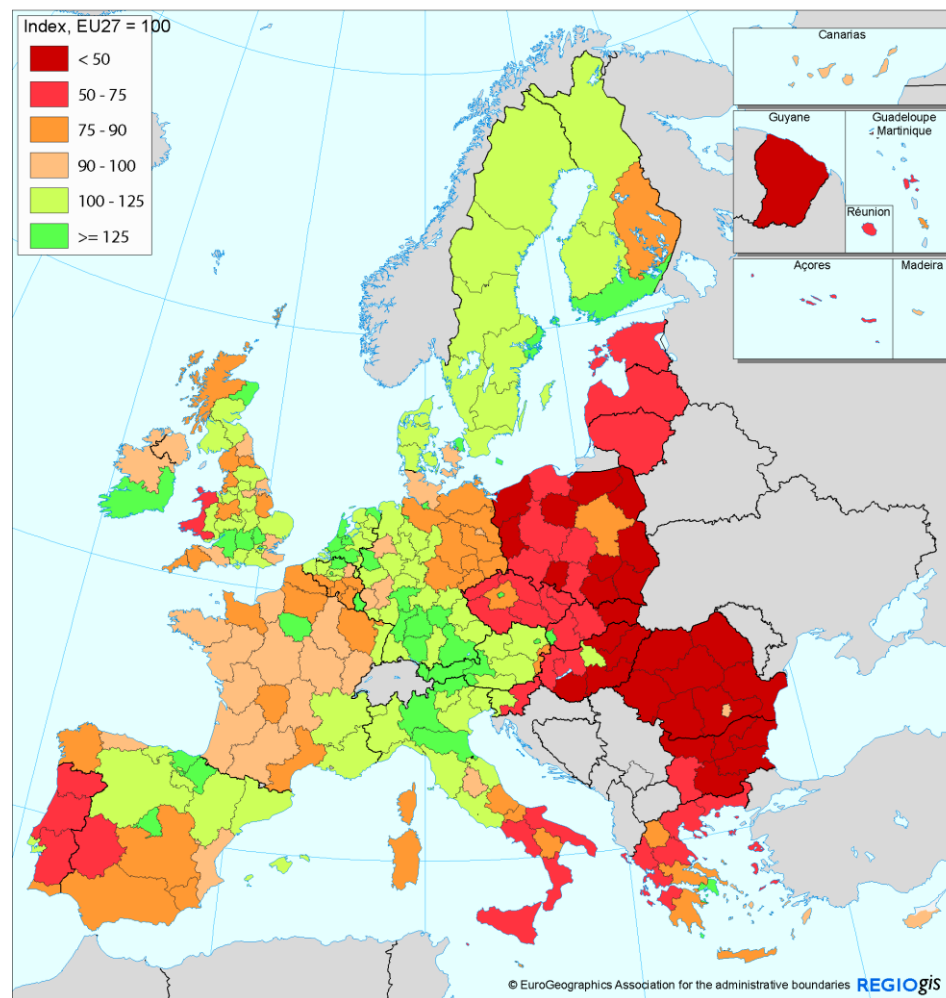 Index, EU27 = 100
< 50
50 - 75
75 - 90
90 - 100
100 - 125
>= 125
Canarias
Guyane
Guadeloupe
Martinique
Réunion
Açores
Madeira
© EuroGeographics Association for the administrative boundaries
REGIOgis